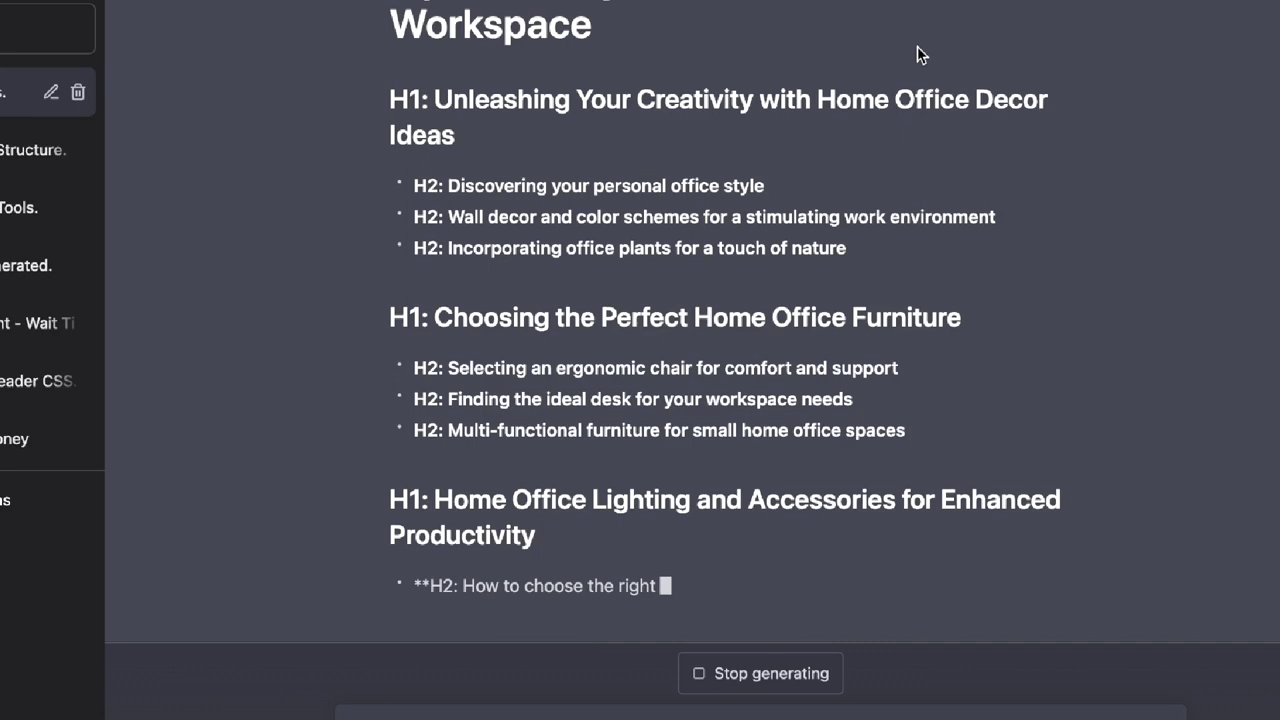 Workspace
H1: Unleashing Your Creativity with Home Office Decor
Ideas
H2: Discovering your personal office style
H2: Wall decor and color schemes for a stimulating work environment
H2: Incorporating office plants for a touch of nature
H1: Choosing the Perfect Home Office Furniture
H2: Selecting an ergonomic chair for comfort and support
H2: Finding the ideal desk for your workspace needs
H2: Multi-functional furniture for small home office spaces
H1: Home Office Lighting and Accessories for Enhanced
Productivity
**H2: How to choose the right
Stop generating
s.
Structure.
Tools.
nerated.
nt - Wait Ti
eader CSS.
oney
ns